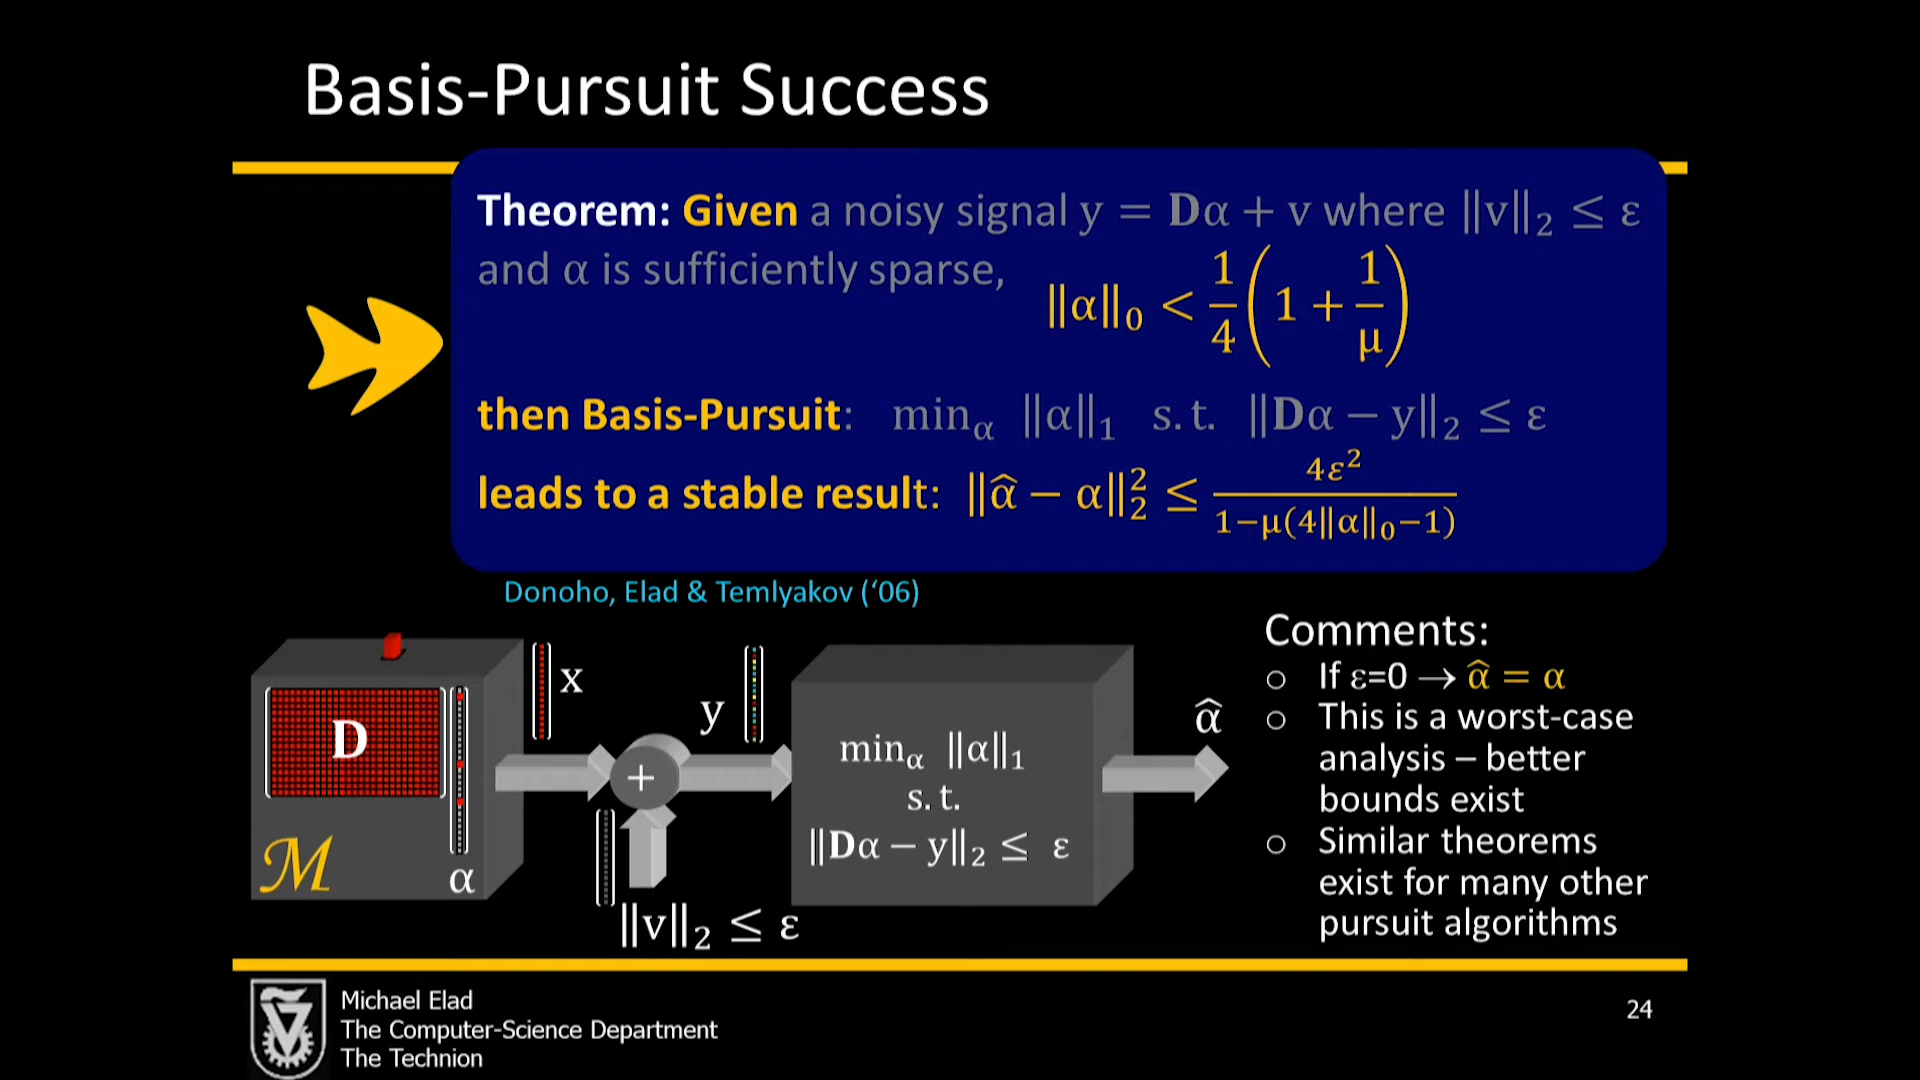 Basis-Pursuit Success
Theorem: Given a noisy signal y = Dα + v where ‖v‖₂ ≤ ε
and α is sufficiently sparse, ‖α‖₀ < 1/4 (1 + 1/μ)
then Basis-Pursuit: min_α ‖α‖₁ s.t. ‖Dα − y‖₂ ≤ ε
leads to a stable result: ‖α̂ − α‖₂² ≤ 4ε² / (1−μ(4‖α‖₀−1))
Donoho, Elad & Temlyakov (‘06)
D
ℳ
α
x
+
y
‖v‖₂ ≤ ε
min_α ‖α‖₁
s.t.
‖Dα − y‖₂ ≤ ε
α̂
Comments:
o If ε=0 → α̂ = α
o This is a worst-case
analysis – better
bounds exist
o Similar theorems
exist for many other
pursuit algorithms
Michael Elad
The Computer-Science Department
The Technion
24